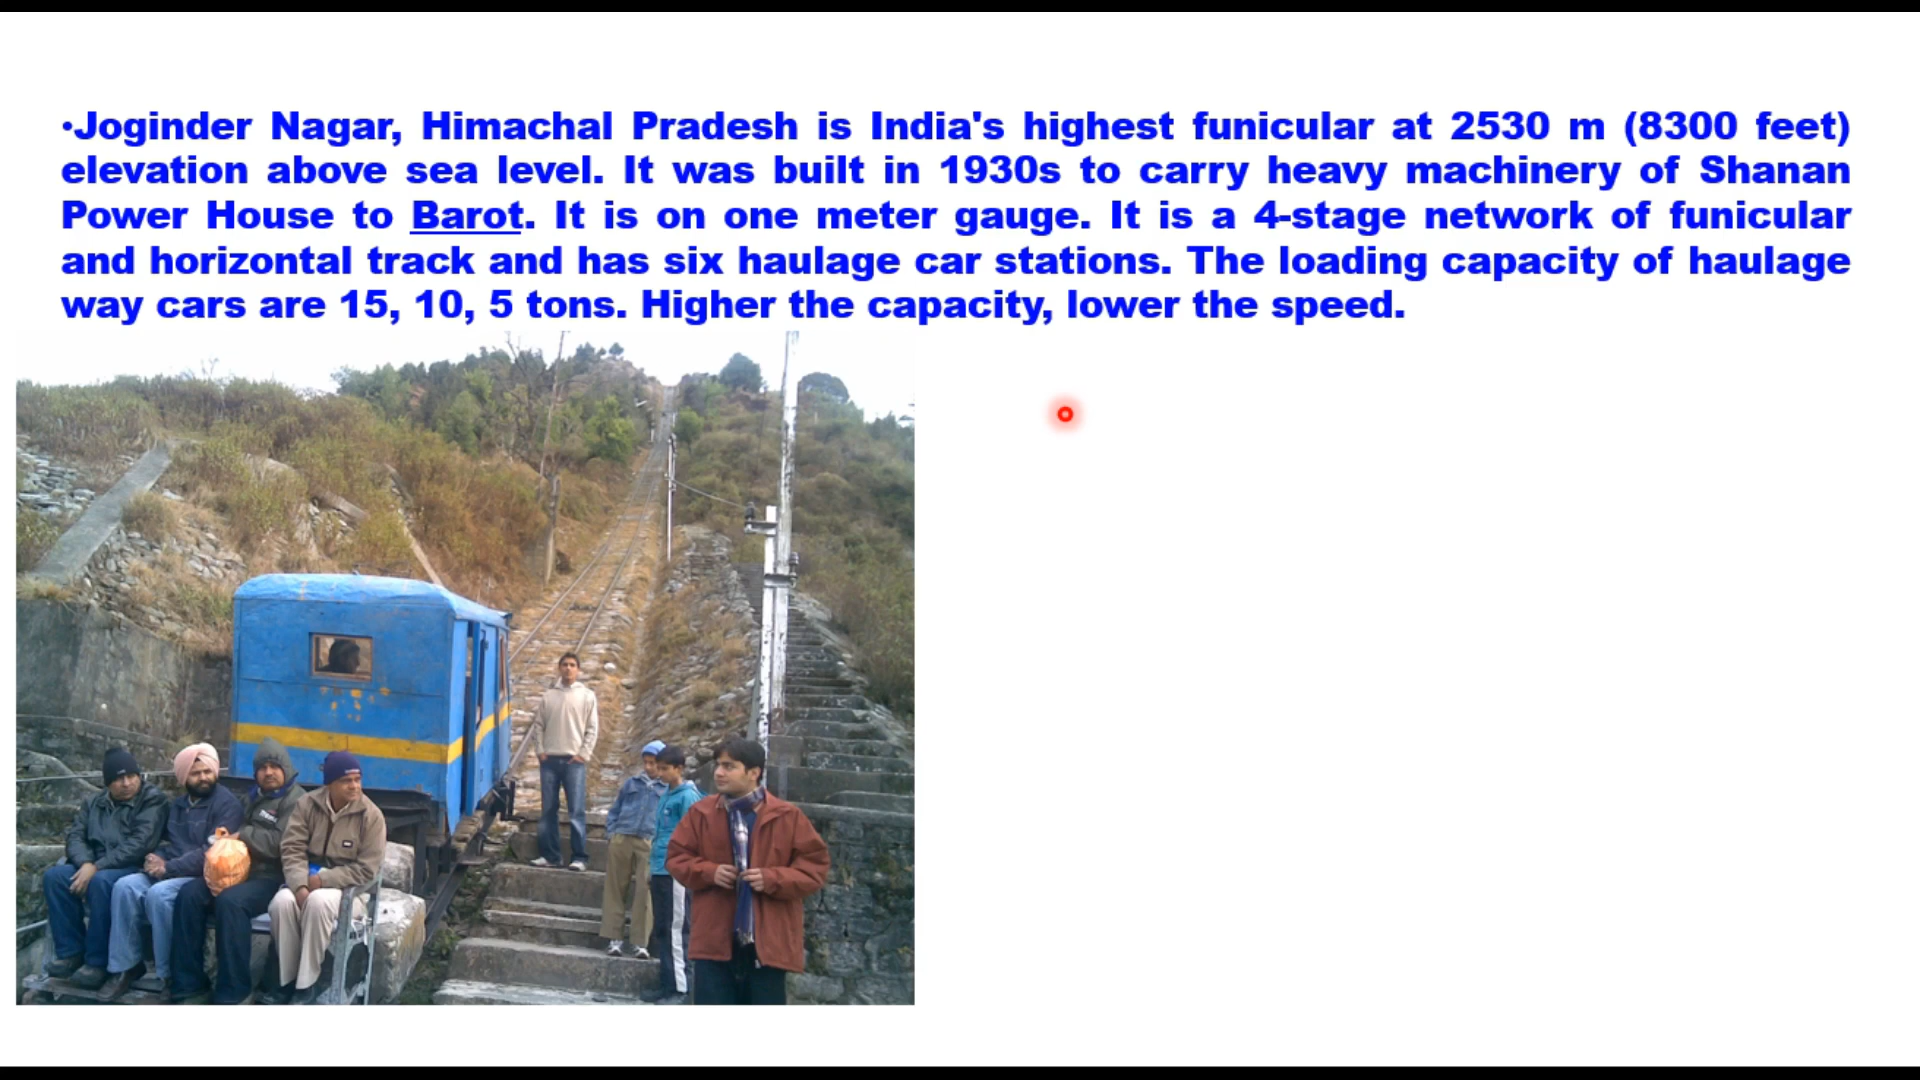 •Joginder Nagar, Himachal Pradesh is India's highest funicular at 2530 m (8300 feet)
elevation above sea level. It was built in 1930s to carry heavy machinery of Shanan
Power House to Barot. It is on one meter gauge. It is a 4-stage network of funicular
and horizontal track and has six haulage car stations. The loading capacity of haulage
way cars are 15, 10, 5 tons. Higher the capacity, lower the speed.